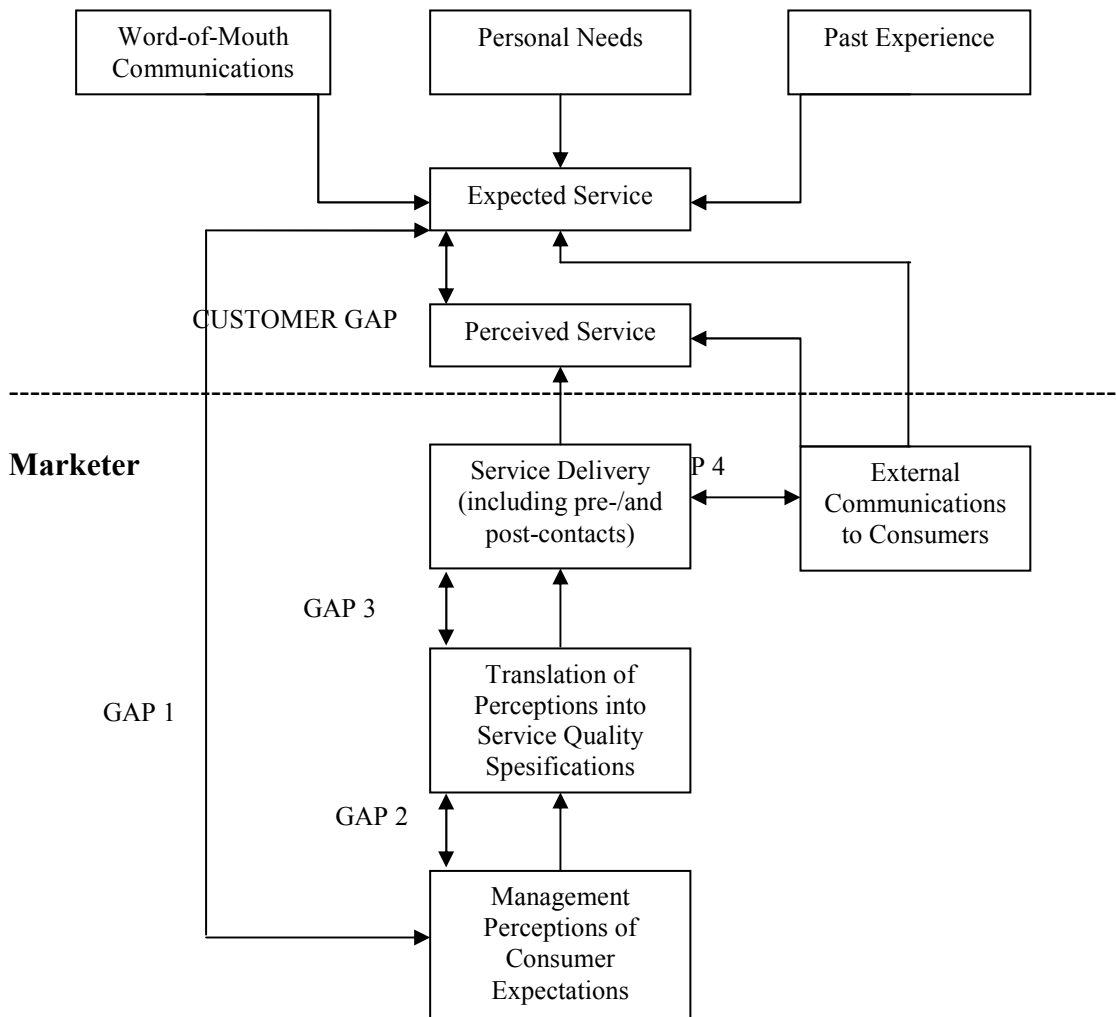 Word-of-Mouth
Communications
Personal Needs
Past Experience
Expected Service
CUSTOMER GAP
Perceived Service
Marketer
Service Delivery
(including pre-/and
post-contacts)
P 4
External
Communications
to Consumers
GAP 3
Translation of
Perceptions into
Service Quality
Spesifications
GAP 1
GAP 2
Management
Perceptions of
Consumer
Expectations